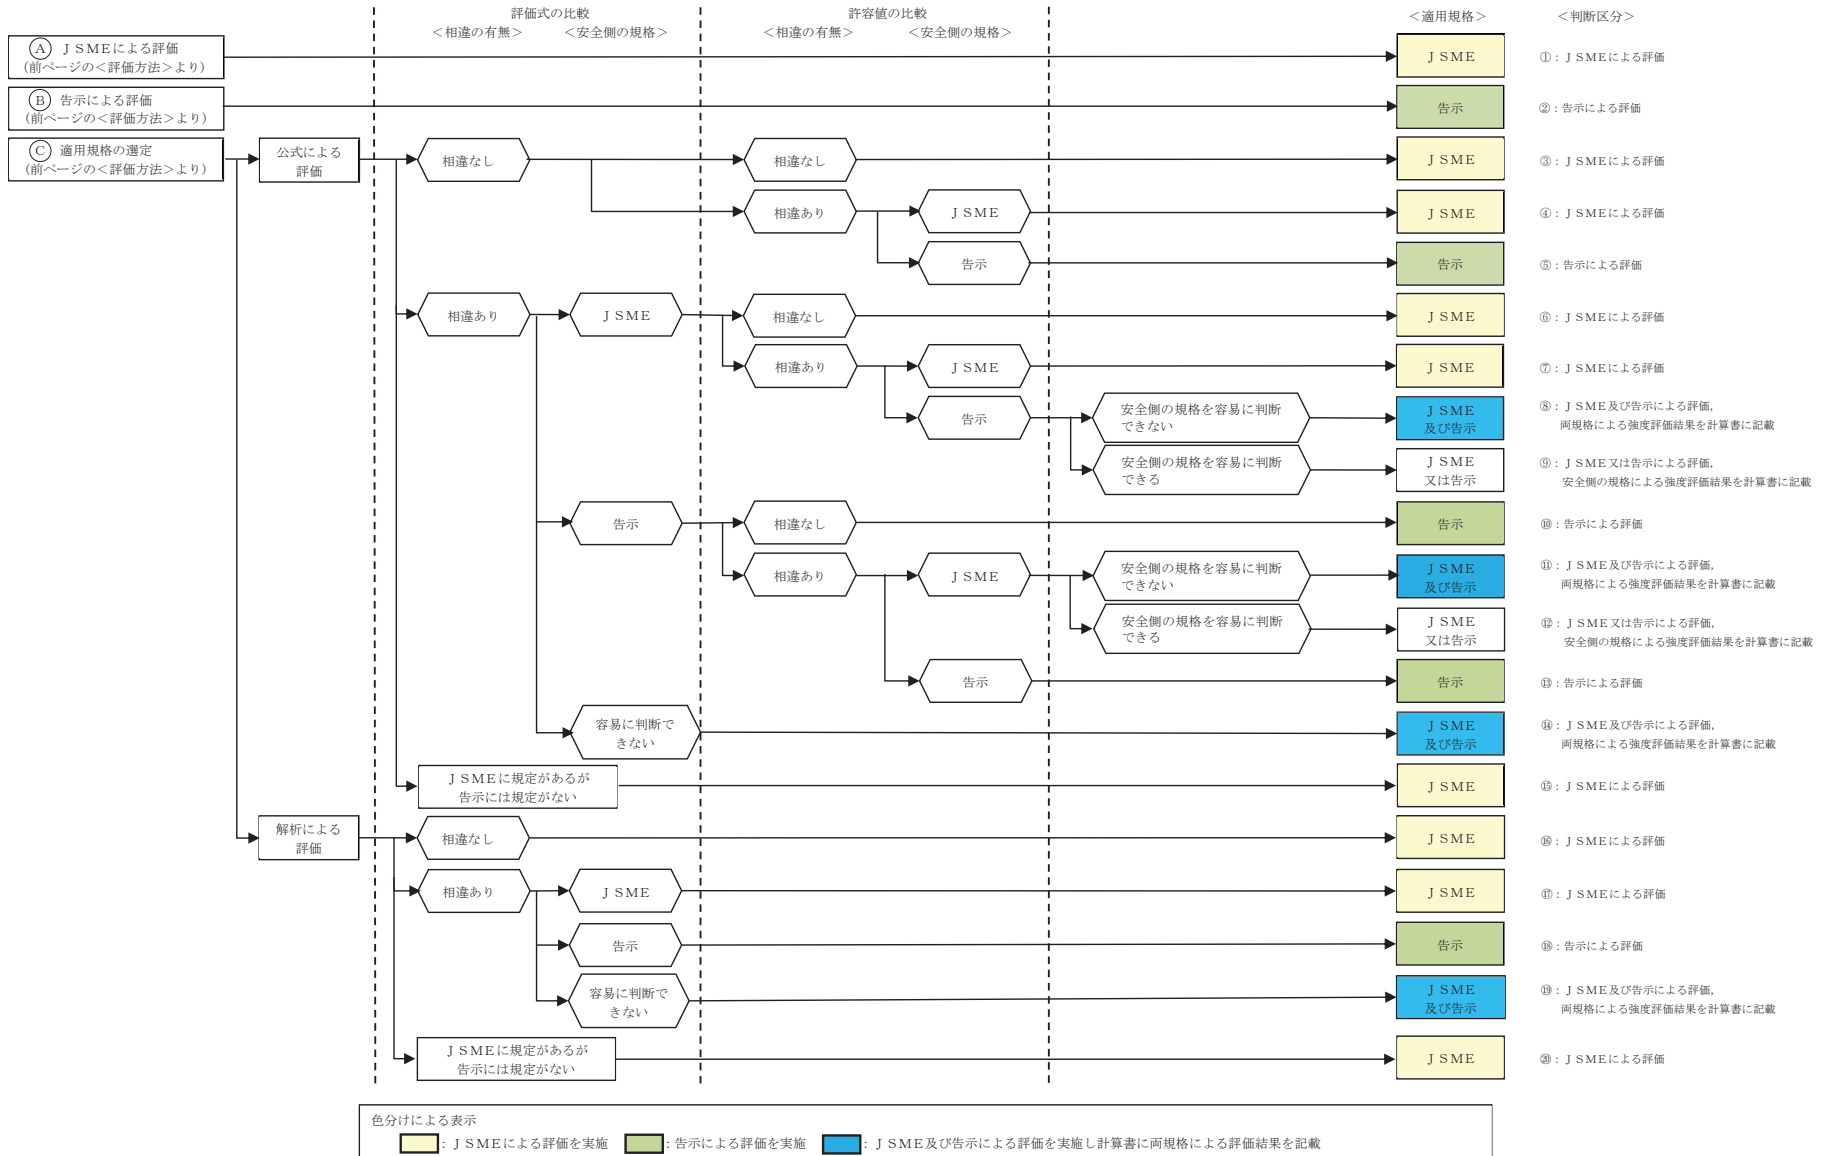 評価式の比較
許容値の比較
＜相違の有無＞
＜安全側の規格＞
＜相違の有無＞
＜安全側の規格＞
＜適用規格＞
＜判断区分＞
Ⓐ ＪＳＭＥによる評価
（前ページの＜評価方法＞より）
ＪＳＭＥ
①：ＪＳＭＥによる評価
Ⓑ 告示による評価
（前ページの＜評価方法＞より）
告示
②：告示による評価
Ⓒ 適用規格の選定
（前ページの＜評価方法＞より）
公式による
評価
相違なし
相違なし
ＪＳＭＥ
③：ＪＳＭＥによる評価
相違あり
ＪＳＭＥ
ＪＳＭＥ
④：ＪＳＭＥによる評価
告示
告示
⑤：告示による評価
相違あり
ＪＳＭＥ
相違なし
ＪＳＭＥ
⑥：ＪＳＭＥによる評価
相違あり
ＪＳＭＥ
ＪＳＭＥ
⑦：ＪＳＭＥによる評価
告示
安全側の規格を容易に判断
できない
ＪＳＭＥ
及び告示
⑧：ＪＳＭＥ及び告示による評価，
両規格による強度評価結果を計算書に記載
安全側の規格を容易に判断
できる
ＪＳＭＥ
又は告示
⑨：ＪＳＭＥ又は告示による評価，
安全側の規格による強度評価結果を計算書に記載
告示
相違なし
告示
⑩：告示による評価
相違あり
ＪＳＭＥ
安全側の規格を容易に判断
できない
ＪＳＭＥ
及び告示
⑪：ＪＳＭＥ及び告示による評価，
両規格による強度評価結果を計算書に記載
安全側の規格を容易に判断
できる
ＪＳＭＥ
又は告示
⑫：ＪＳＭＥ又は告示による評価，
安全側の規格による強度評価結果を計算書に記載
告示
告示
⑬：告示による評価
容易に判断で
きない
ＪＳＭＥ
及び告示
⑭：ＪＳＭＥ及び告示による評価，
両規格による強度評価結果を計算書に記載
ＪＳＭＥに規定があるが
告示には規定がない
ＪＳＭＥ
⑮：ＪＳＭＥによる評価
解析による
評価
相違なし
ＪＳＭＥ
⑯：ＪＳＭＥによる評価
相違あり
ＪＳＭＥ
ＪＳＭＥ
⑰：ＪＳＭＥによる評価
告示
告示
⑱：告示による評価
容易に判断で
きない
ＪＳＭＥ
及び告示
⑲：ＪＳＭＥ及び告示による評価，
両規格による強度評価結果を計算書に記載
ＪＳＭＥに規定があるが
告示には規定がない
ＪＳＭＥ
⑳：ＪＳＭＥによる評価
色分けによる表示
：ＪＳＭＥによる評価を実施
：告示による評価を実施
：ＪＳＭＥ及び告示による評価を実施し計算書に両規格による評価結果を記載